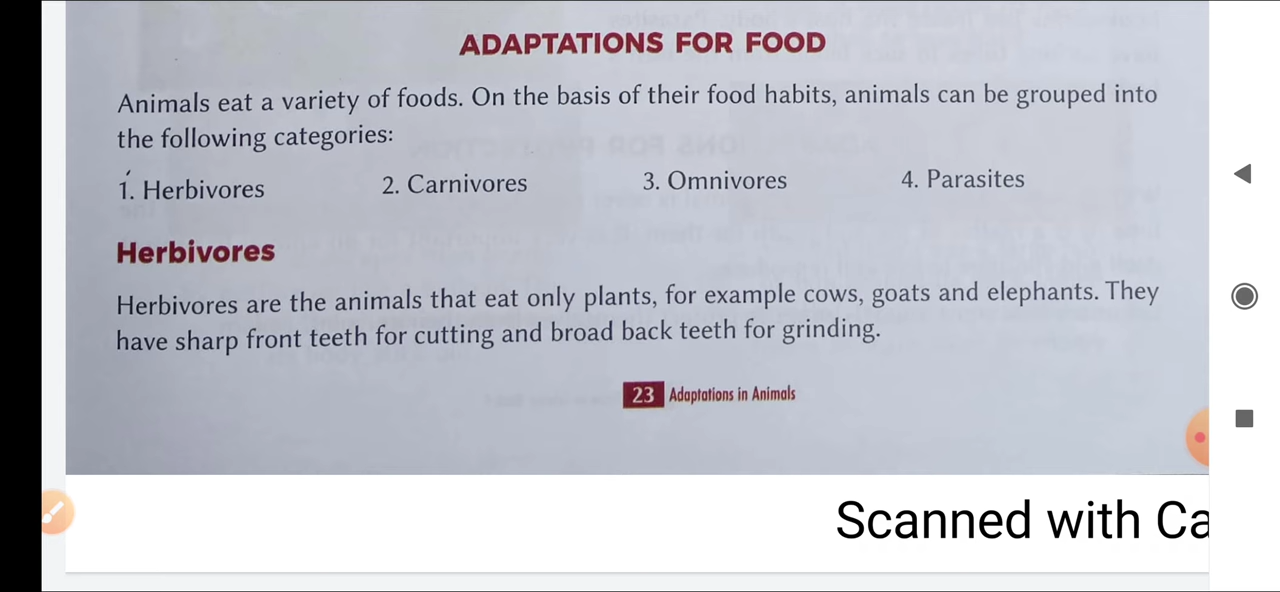 ADAPTATIONS FOR FOOD
Animals eat a variety of foods. On the basis of their food habits, animals can be grouped into
the following categories:
1. Herbivores 2. Carnivores 3. Omnivores 4. Parasites
Herbivores
Herbivores are the animals that eat only plants, for example cows, goats and elephants. They
have sharp front teeth for cutting and broad back teeth for grinding.
23 Adaptations in Animals
Scanned with Ca